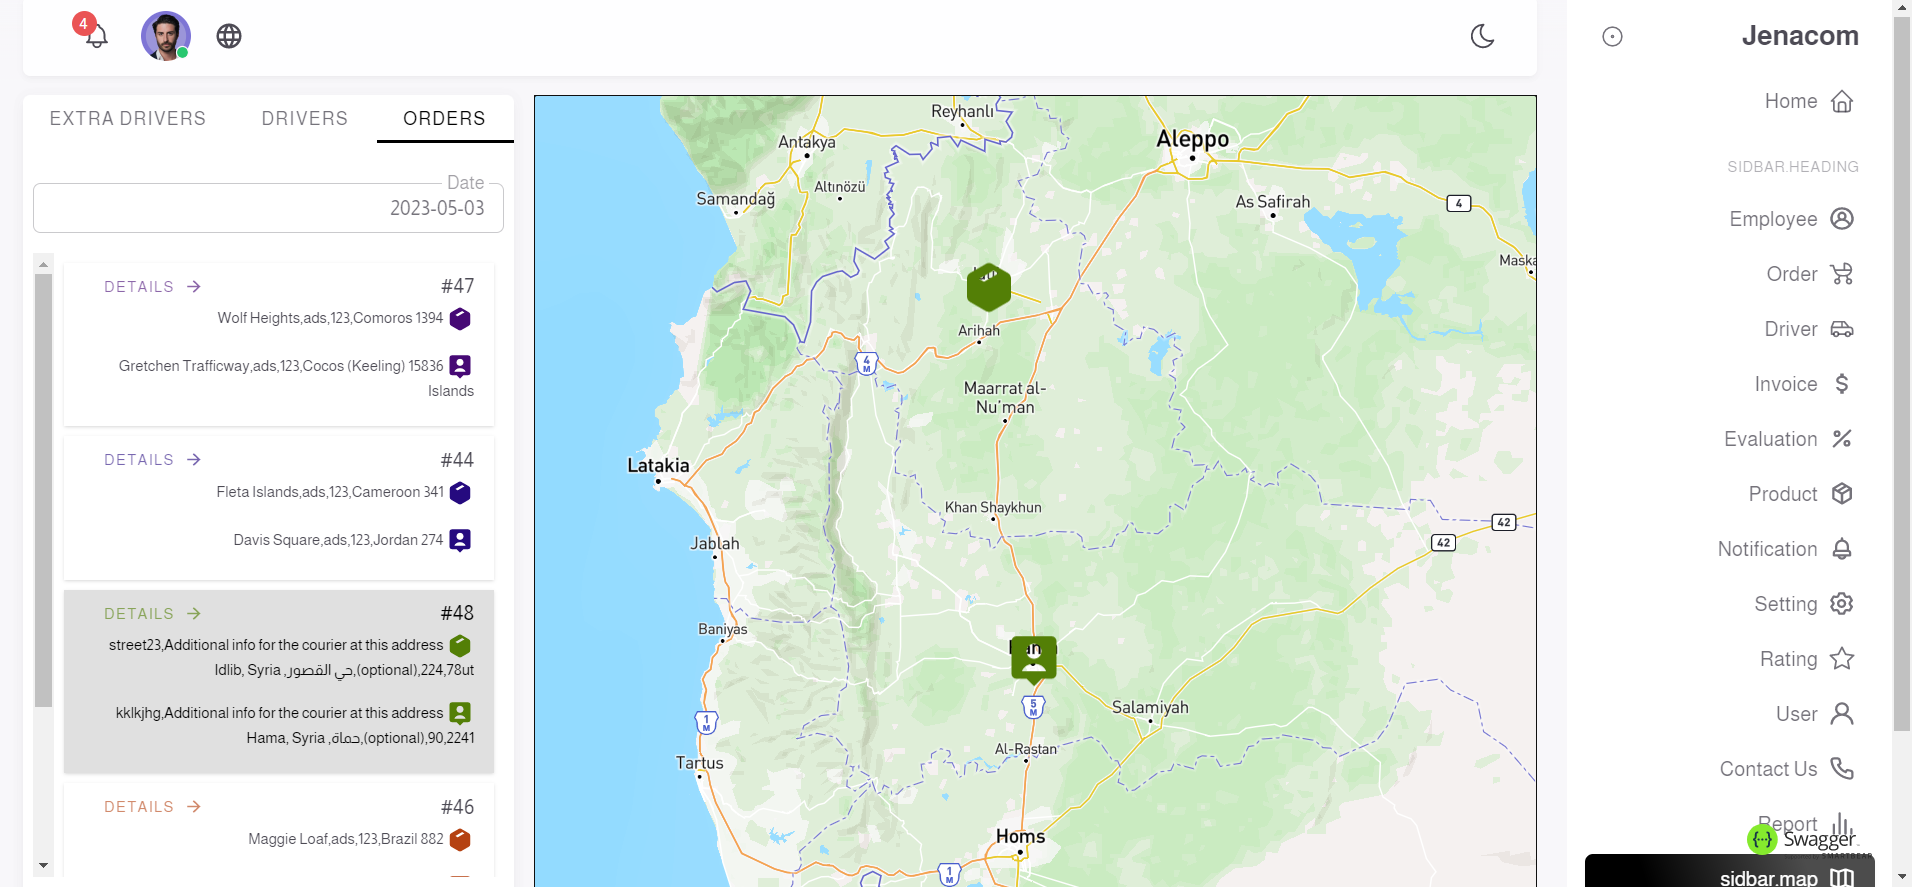 4
Jenacom
EXTRA DRIVERS
DRIVERS
ORDERS
Date
2023-05-03
DETAILS
#47
Wolf Heights,ads,123,Comoros 1394
Gretchen Trafficway,ads,123,Cocos (Keeling) 15836
Islands
DETAILS
#44
Fleta Islands,ads,123,Cameroon 341
Davis Square,ads,123,Jordan 274
DETAILS
#48
street23,Additional info for the courier at this address
Idlib, Syria ,حي القصور,(optional),224,78ut
kklkjhg,Additional info for the courier at this address
Hama, Syria ,حماة,(optional),90,2241
DETAILS
#46
Maggie Loaf,ads,123,Brazil 882
Reyhanlı
Antakya
Aleppo
Altınözü
Samandağ
As Safirah
4
Maska
Arihah
4
M
Maarrat al-
Nu'man
Latakia
Khan Shaykhun
42
42
Jablah
Baniyas
5
M
Salamiyah
1
M
Al-Rastan
Tartus
Homs
1
M
Home
SIDBAR.HEADING
Employee
Order
Driver
Invoice
Evaluation
Product
Notification
Setting
Rating
User
Contact Us
Report
{··} Swagger
SMARTBEAR
sidbar.map